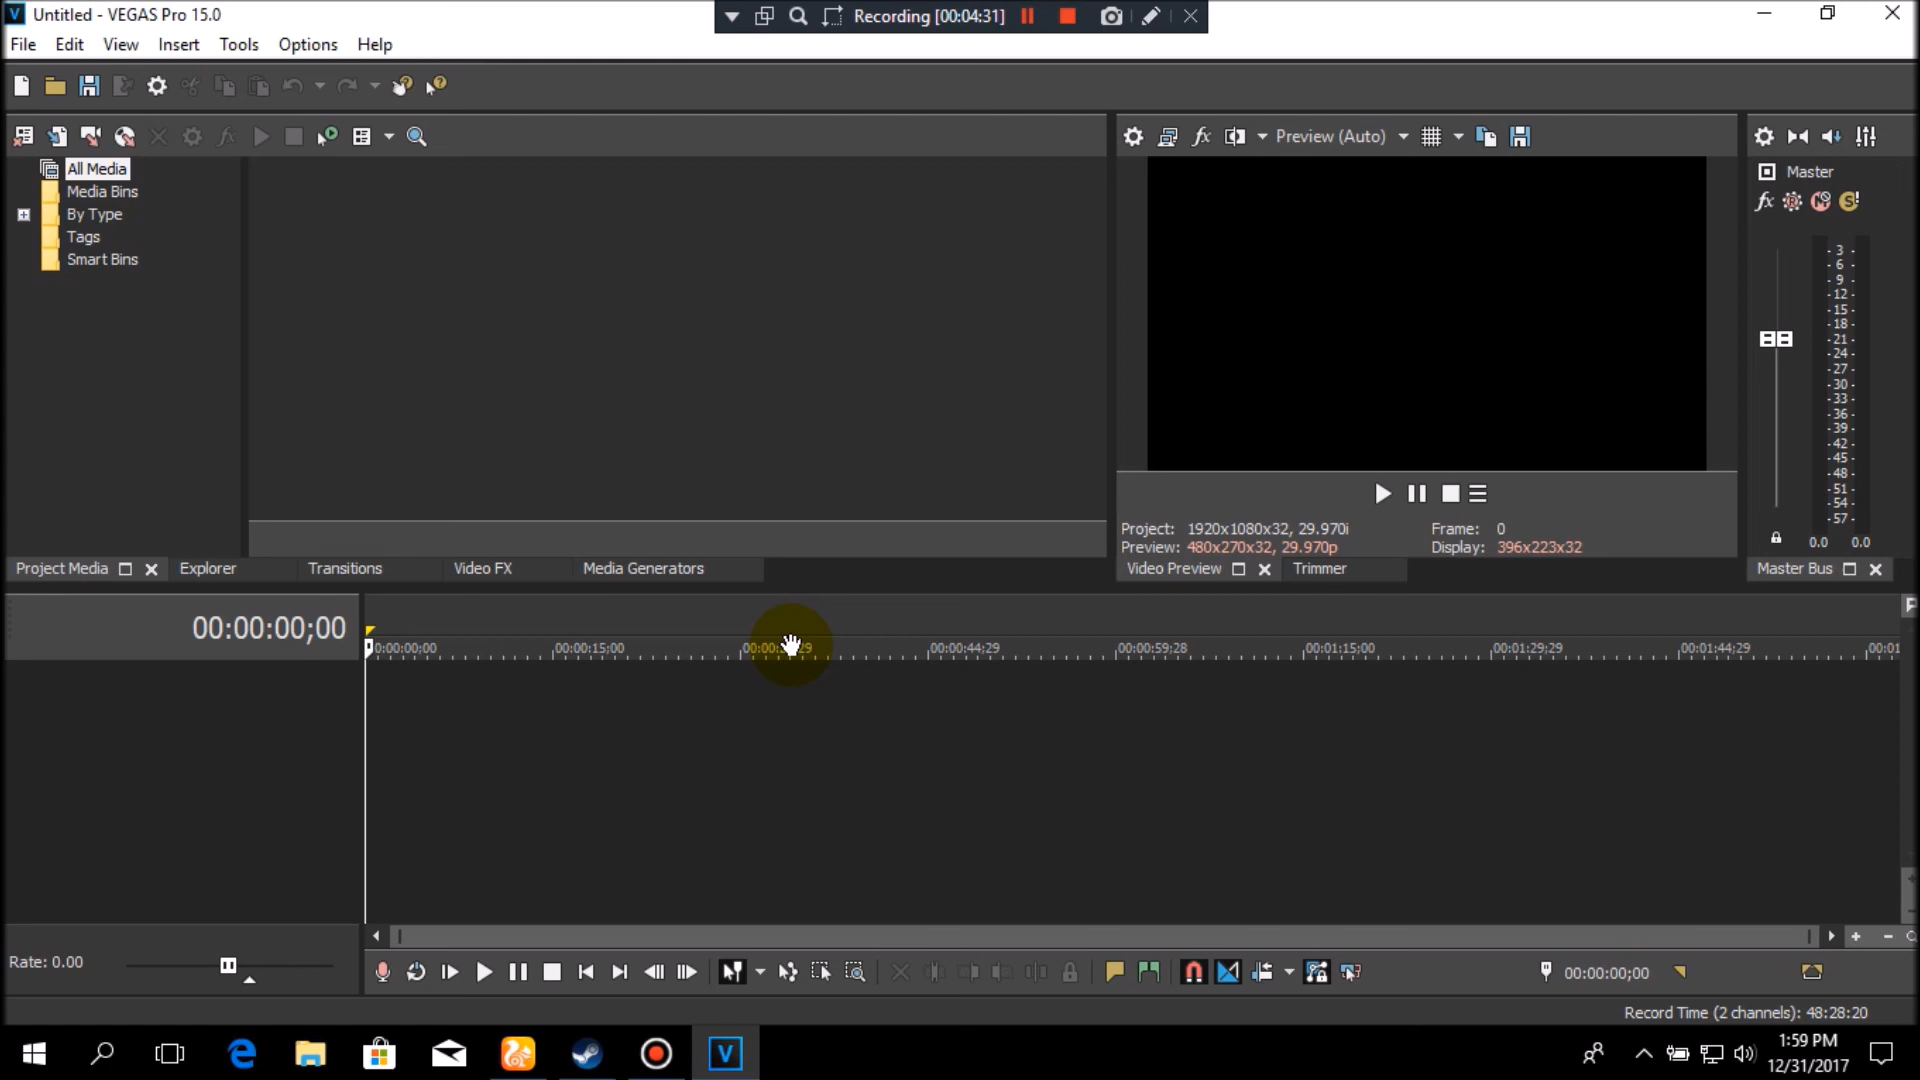 Untitled - VEGAS Pro 15.0
Recording [00:04:31]
File Edit View Insert Tools Options Help
Preview (Auto)
All Media
Media Bins
By Type
Tags
Smart Bins
Master
- 3 -
- 6 -
- 9 -
- 12 -
- 15 -
- 18 -
- 21 -
- 24 -
- 27 -
- 30 -
- 33 -
- 36 -
- 39 -
- 42 -
- 45 -
- 48 -
- 51 -
- 54 -
- 57 -
0.0 0.0
Project: 1920x1080x32, 29.970i Frame: 0
Preview: 480x270x32, 29.970p Display: 396x223x32
Project Media Explorer Transitions Video FX Media Generators
Video Preview Trimmer
Master Bus
00:00:00;00
0:00:00;00 00:00:15;00 00:00:44;29 00:00:59;28 00:01:15;00 00:01:29;29 00:01:44;29 00:01
Rate: 0.00
00:00:00;00
Record Time (2 channels): 48:28:20
1:59 PM
12/31/2017